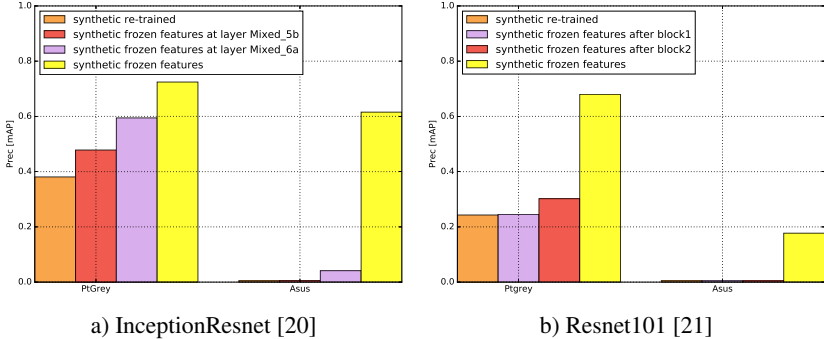 1.0
0.8
0.6
0.4
0.2
0.0
Prec [mAP]
synthetic re-trained
synthetic frozen features at layer Mixed_5b
synthetic frozen features at layer Mixed_6a
synthetic frozen features
PtGrey
Asus
a) InceptionResnet [20]
1.0
0.8
0.6
0.4
0.2
0.0
Prec [mAP]
synthetic re-trained
synthetic frozen features after block1
synthetic frozen features after block2
synthetic frozen features
Ptgrey
Asus
b) Resnet101 [21]